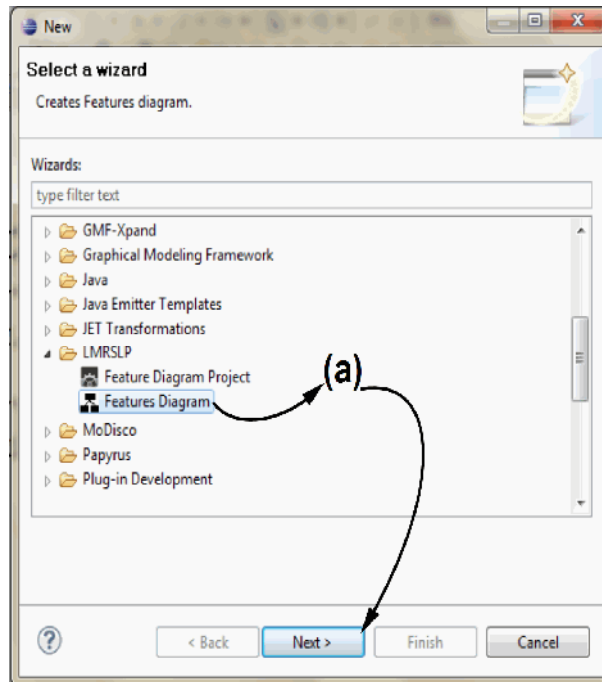 New
Select a wizard
Creates Features diagram.
Wizards:
type filter text
GMF-Xpand
Graphical Modeling Framework
Java
Java Emitter Templates
JET Transformations
LMRSLP
Feature Diagram Project
Features Diagram
(a)
MoDisco
Papyrus
Plug-in Development
?
< Back
Next >
Finish
Cancel